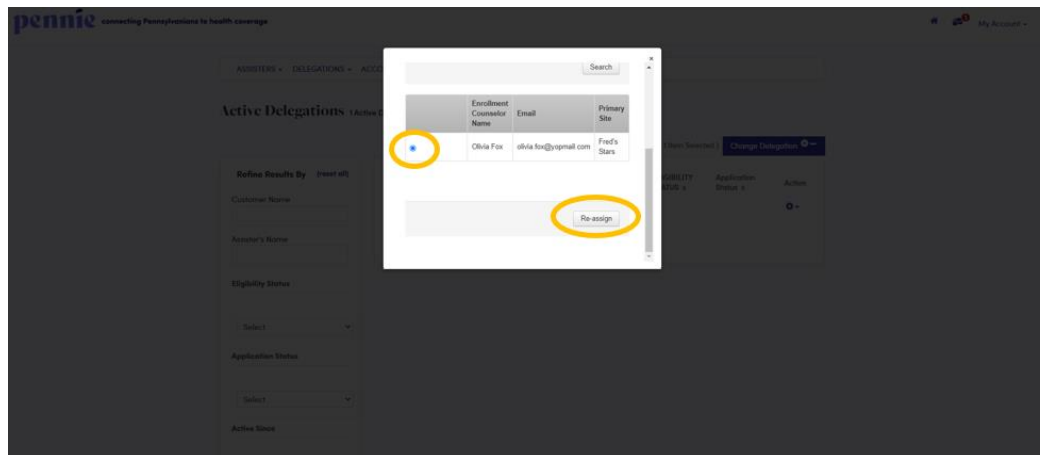 pennie connecting Pennsylvanians to health coverage
My Account
ASSISTERS DELEGATIONS
Active Delegations
Search
Enrollment Counselor Name Email Primary Site
Olivia Fox olivia.fox@yopmail.com Fred's Stars
Change Delegation
Refine Results By (reset all)
Application Status Action
Customer Name
Re-assign
Assister's Name
Eligibility Status
Select
Application Status
Select
Active Since